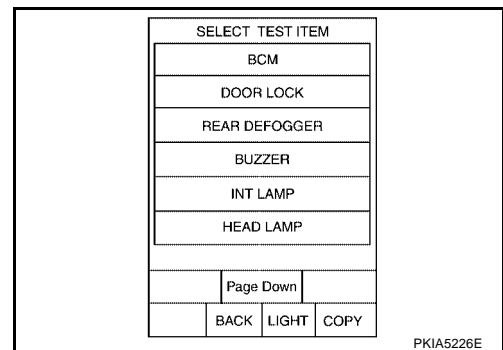 SELECT TEST ITEM
BCM
DOOR LOCK
REAR DEFOGGER
BUZZER
INT LAMP
HEAD LAMP
Page Down
BACK LIGHT COPY
PKIA5226E